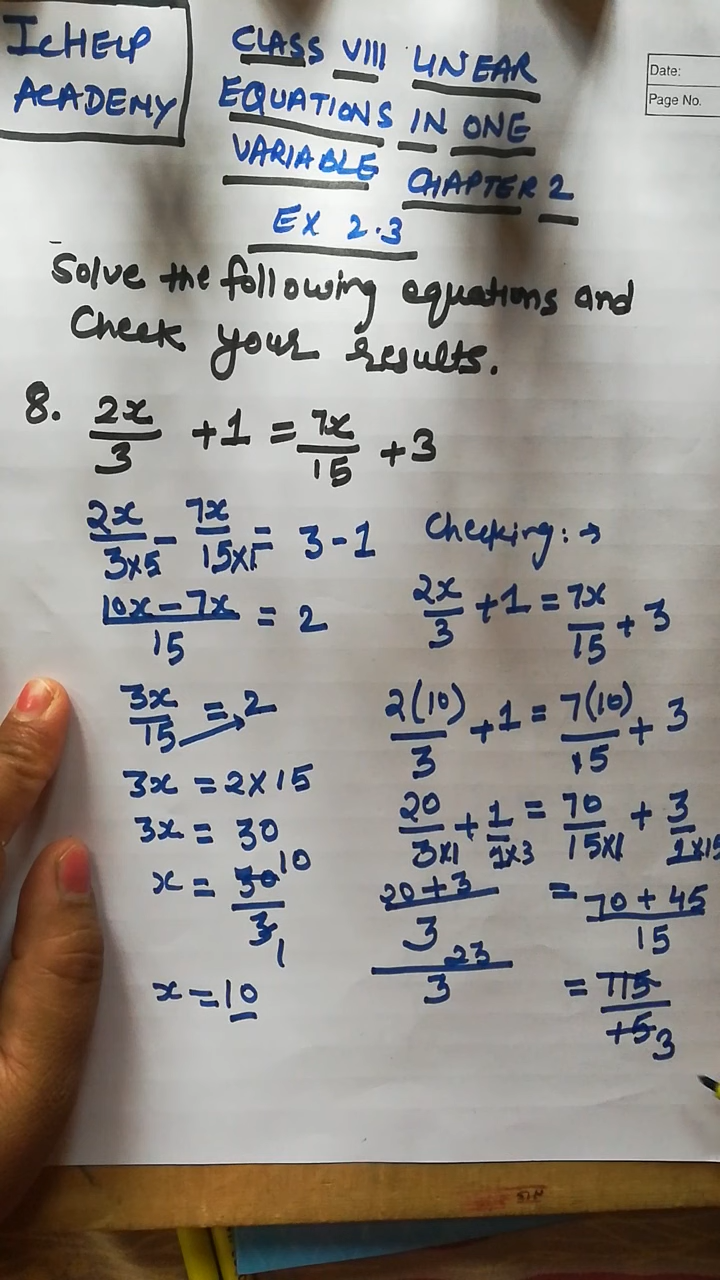 ICHELP
ACADEMY
CLASS VIII LINEAR
EQUATIONS IN ONE
VARIABLE CHAPTER 2
EX 2.3
Date:
Page No.
Solve the following equations and
Check your results.
8. 2x/3 + 1 = 7x/15 + 3
2x/3×5 - 7x/15×1 = 3-1
10x-7x/15 = 2
3x/15 = 2
3x = 2×15
3x = 30
x = 30 10/3 1
x = 10
Checking :→
2x/3 + 1 = 7x/15 + 3
2(10)/3 + 1 = 7(10)/15 + 3
20/3×1 + 1/1×3 = 70/15×1 + 3/1×15
20+3/3 = 70+45/15
23/3 = 115/15 3